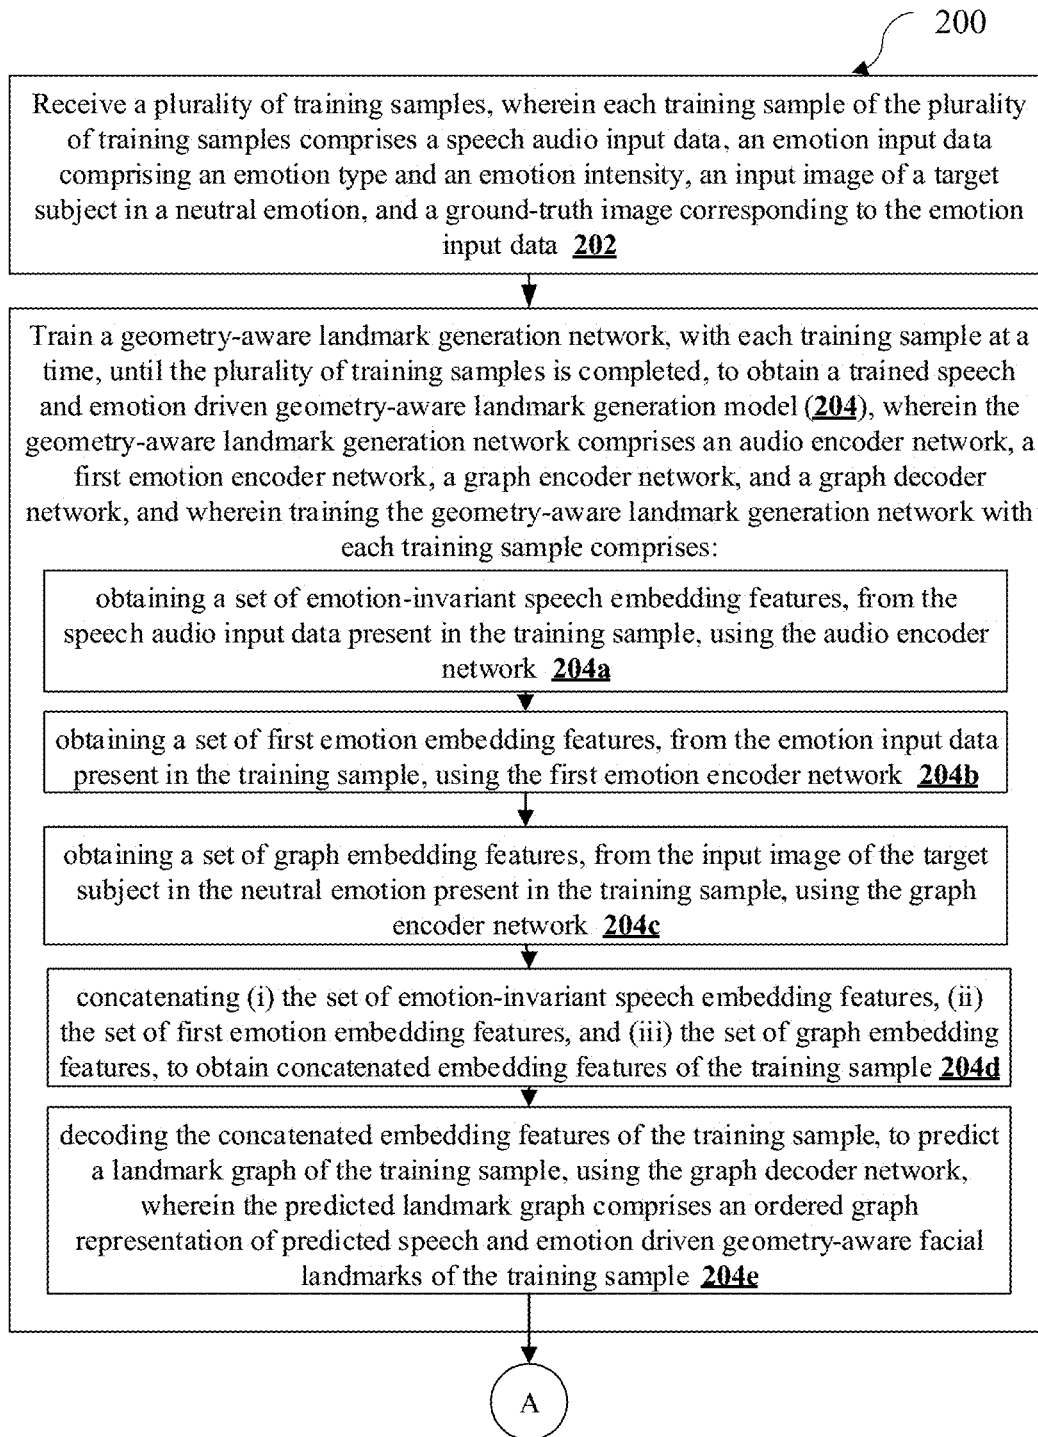 200
Receive a plurality of training samples, wherein each training sample of the plurality
of training samples comprises a speech audio input data, an emotion input data
comprising an emotion type and an emotion intensity, an input image of a target
subject in a neutral emotion, and a ground-truth image corresponding to the emotion
input data 202
Train a geometry-aware landmark generation network, with each training sample at a
time, until the plurality of training samples is completed, to obtain a trained speech
and emotion driven geometry-aware landmark generation model (204), wherein the
geometry-aware landmark generation network comprises an audio encoder network, a
first emotion encoder network, a graph encoder network, and a graph decoder
network, and wherein training the geometry-aware landmark generation network with
each training sample comprises:
obtaining a set of emotion-invariant speech embedding features, from the
speech audio input data present in the training sample, using the audio encoder
network 204a
obtaining a set of first emotion embedding features, from the emotion input data
present in the training sample, using the first emotion encoder network 204b
obtaining a set of graph embedding features, from the input image of the target
subject in the neutral emotion present in the training sample, using the graph
encoder network 204c
concatenating (i) the set of emotion-invariant speech embedding features, (ii)
the set of first emotion embedding features, and (iii) the set of graph embedding
features, to obtain concatenated embedding features of the training sample 204d
decoding the concatenated embedding features of the training sample, to predict
a landmark graph of the training sample, using the graph decoder network,
wherein the predicted landmark graph comprises an ordered graph
representation of predicted speech and emotion driven geometry-aware facial
landmarks of the training sample 204e
A